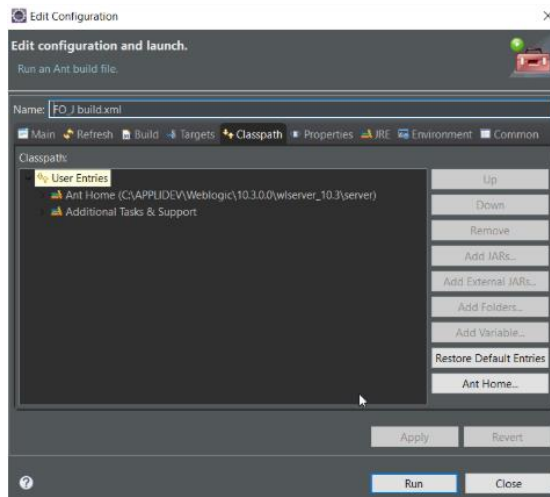 Edit Configuration
Edit configuration and launch.
Run an Ant build file.
Name: FO_J build.xml
Main Refresh Build Targets Classpath Properties JRE Environment Common
Classpath:
User Entries
Ant Home (C:\APPLIDEV\Weblogic\10.3.0.0\wlserver_10.3\server)
Additional Tasks & Support
Up
Down
Remove
Add JARs...
Add External JARs...
Add Folders...
Add Variable...
Restore Default Entries
Ant Home...
Apply Revert
Run Close